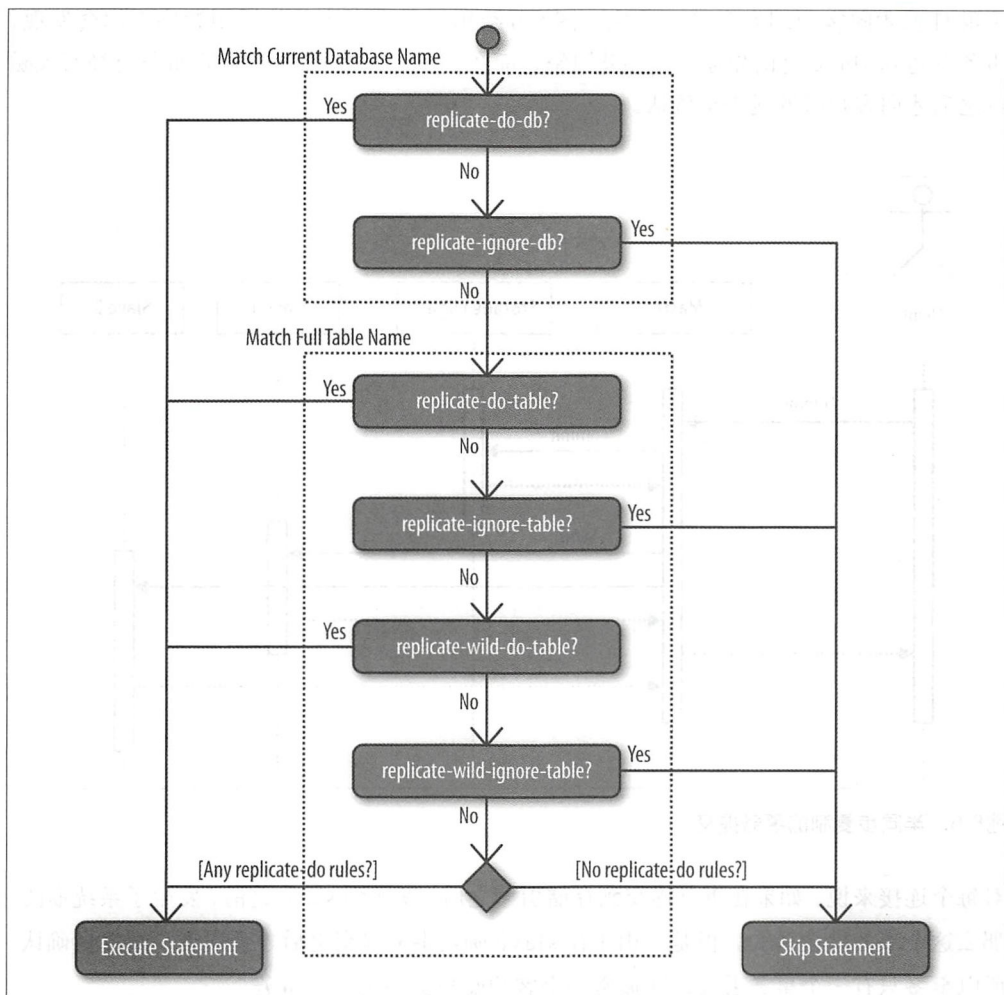 Match Current Database Name
Yes
replicate-do-db?
No
replicate-ignore-db?
Yes
No
Match Full Table Name
Yes
replicate-do-table?
No
replicate-ignore-table?
Yes
No
Yes
replicate-wild-do-table?
No
replicate-wild-ignore-table?
Yes
No
[Any replicate-do rules?]
[No replicate-do rules?]
Execute Statement
Skip Statement